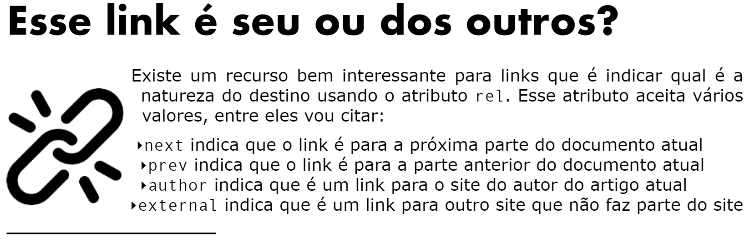 Esse link é seu ou dos outros?
Existe um recurso bem interessante para links que é indicar qual é a
natureza do destino usando o atributo rel. Esse atributo aceita vários
valores, entre eles vou citar:
‣next indica que o link é para a próxima parte do documento atual
‣prev indica que o link é para a parte anterior do documento atual
‣author indica que é um link para o site do autor do artigo atual
‣external indica que é um link para outro site que não faz parte do site